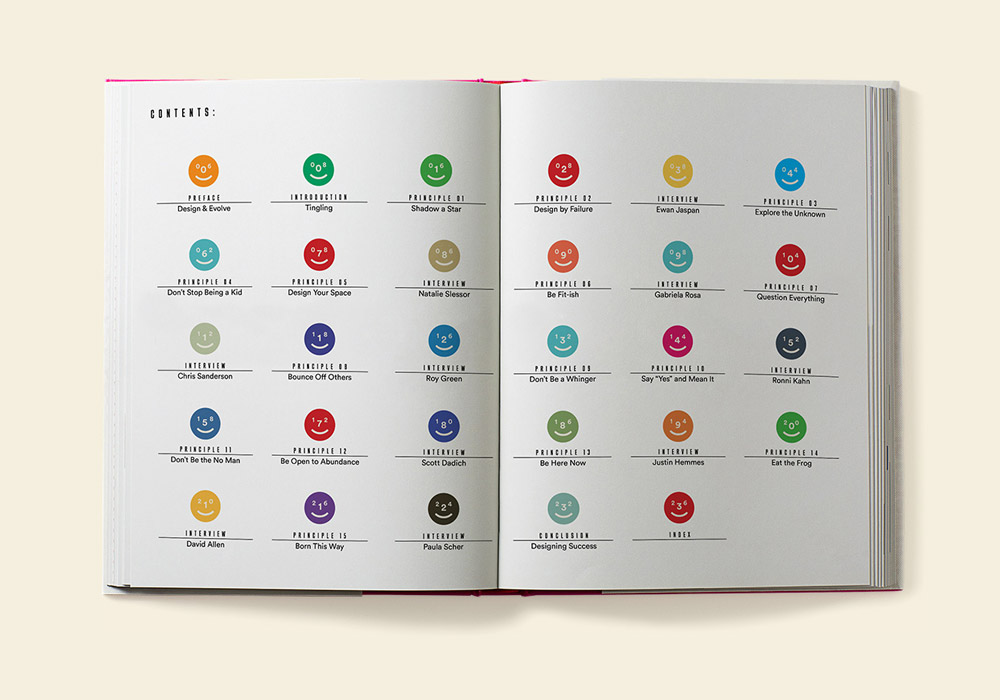 CONTENTS:
006
PREFACE
Design & Evolve
008
INTRODUCTION
Tingling
016
PRINCIPLE 01
Shadow a Star
062
PRINCIPLE 04
Don't Stop Being a Kid
078
PRINCIPLE 05
Design Your Space
086
INTERVIEW
Natalie Slessor
112
INTERVIEW
Chris Sanderson
118
PRINCIPLE 08
Bounce Off Others
126
INTERVIEW
Roy Green
158
PRINCIPLE 11
Don't Be the No Man
172
PRINCIPLE 12
Be Open to Abundance
180
INTERVIEW
Scott Dadich
210
INTERVIEW
David Allen
216
PRINCIPLE 15
Born This Way
224
INTERVIEW
Paula Scher
028
PRINCIPLE 02
Design by Failure
038
INTERVIEW
Ewan Jaspan
044
PRINCIPLE 03
Explore the Unknown
090
PRINCIPLE 06
Be Fit-ish
098
INTERVIEW
Gabriela Rosa
104
PRINCIPLE 07
Question Everything
132
PRINCIPLE 09
Don't Be a Whinger
144
PRINCIPLE 10
Say "Yes" and Mean It
152
INTERVIEW
Ronni Kahn
186
PRINCIPLE 13
Be Here Now
194
INTERVIEW
Justin Hemmes
200
PRINCIPLE 14
Eat the Frog
232
CONCLUSION
Designing Success
236
INDEX